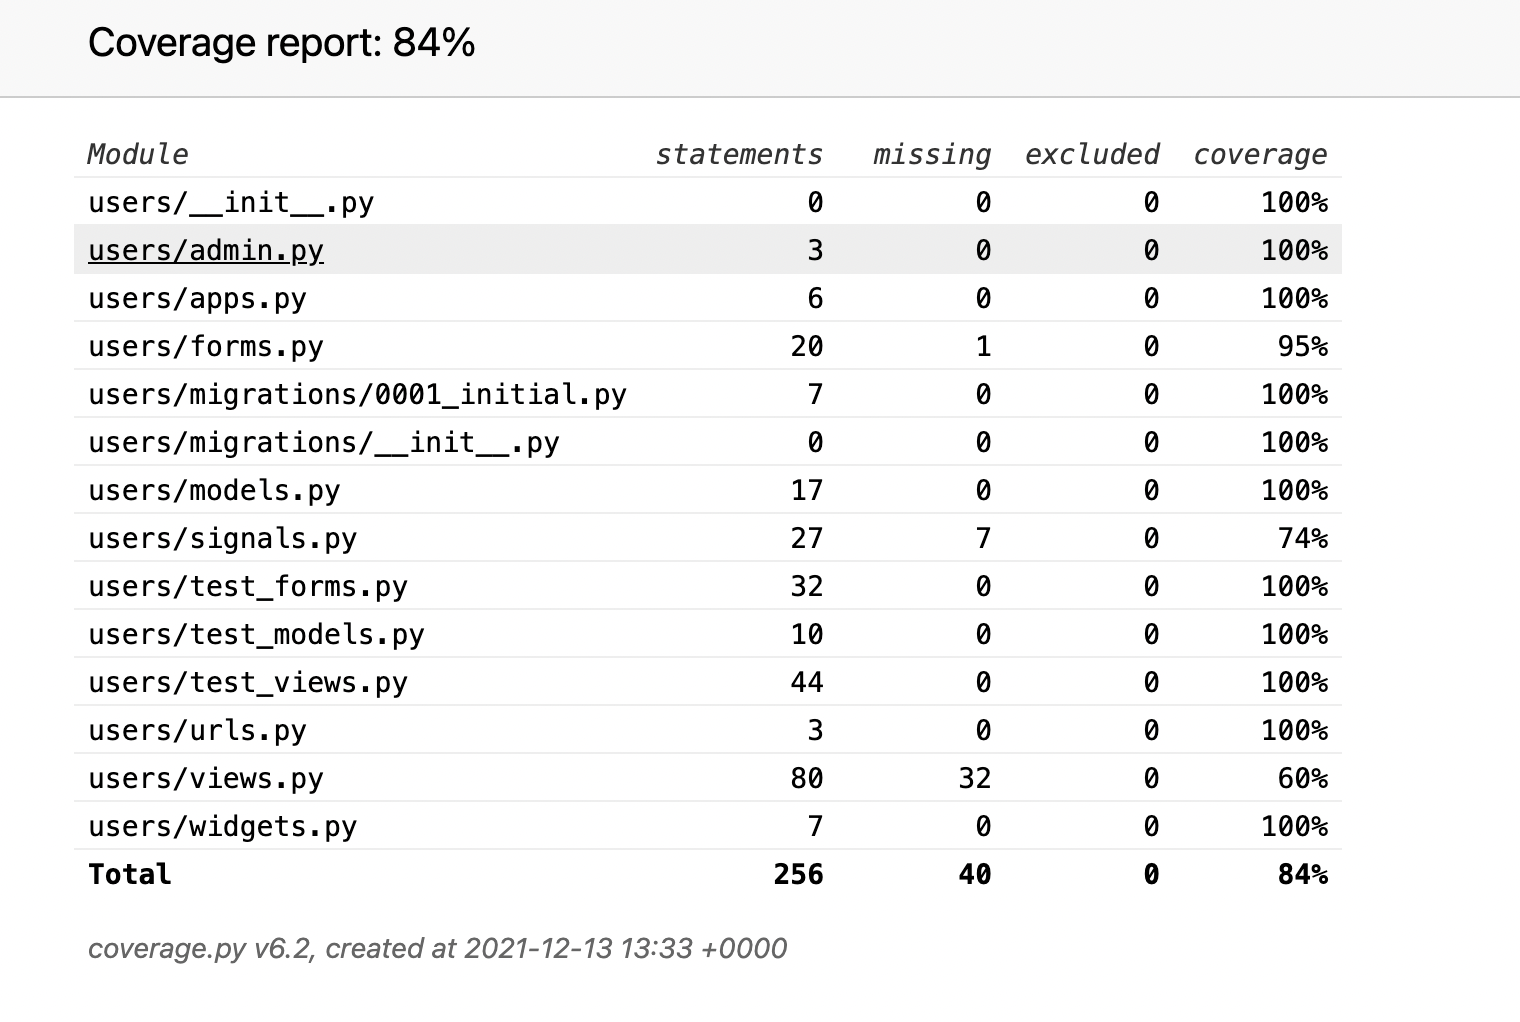 Coverage report: 84%
Module statements missing excluded coverage
users/__init__.py 0 0 0 100%
users/admin.py 3 0 0 100%
users/apps.py 6 0 0 100%
users/forms.py 20 1 0 95%
users/migrations/0001_initial.py 7 0 0 100%
users/migrations/__init__.py 0 0 0 100%
users/models.py 17 0 0 100%
users/signals.py 27 7 0 74%
users/test_forms.py 32 0 0 100%
users/test_models.py 10 0 0 100%
users/test_views.py 44 0 0 100%
users/urls.py 3 0 0 100%
users/views.py 80 32 0 60%
users/widgets.py 7 0 0 100%
Total 256 40 0 84%
coverage.py v6.2, created at 2021-12-13 13:33 +0000